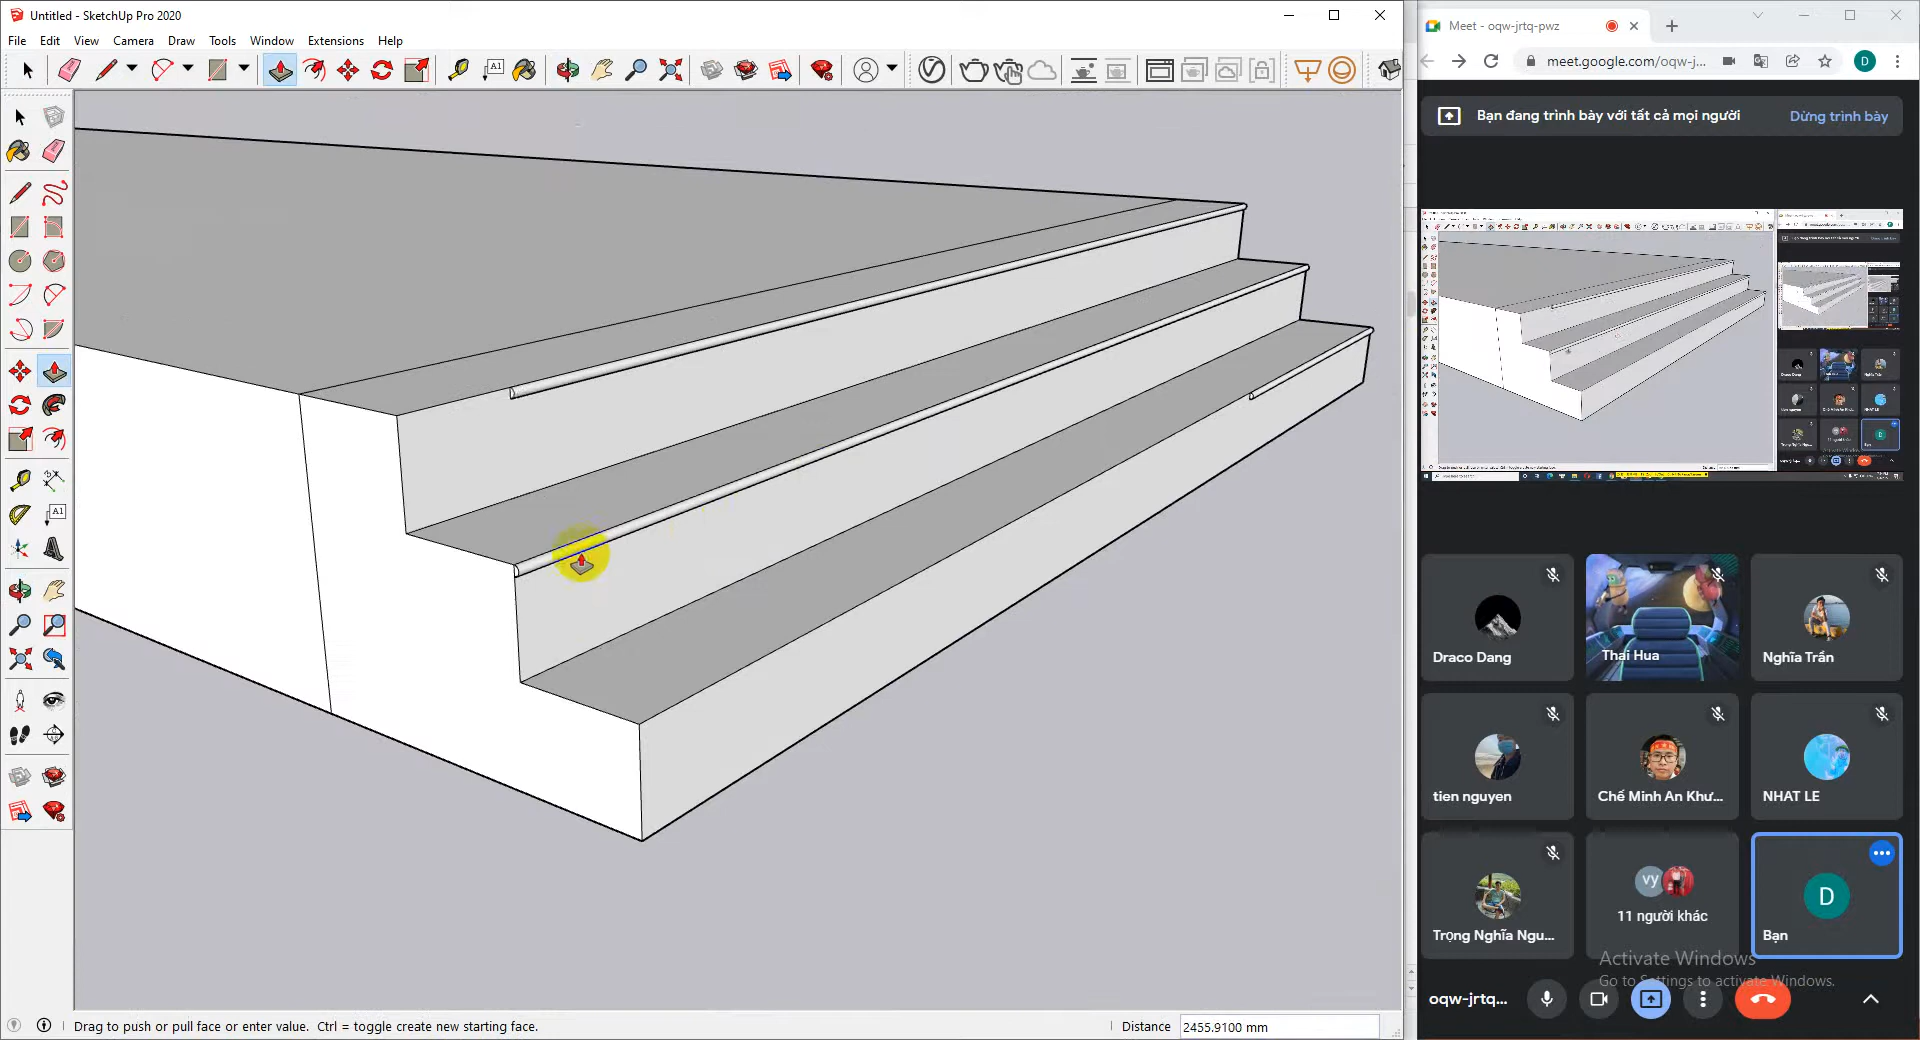 Untitled - SketchUp Pro 2020
File Edit View Camera Draw Tools Window Extensions Help
A1
A1
Drag to push or pull face or enter value. Ctrl = toggle create new starting face.
Distance 2455.9100 mm
Meet - oqw-jrtq-pwz
meet.google.com/oqw-j...
D
Bạn đang trình bày với tất cả mọi người
Dừng trình bày
Draco Dang
Thai Hua
Nghĩa Trần
tien nguyen
Chế Minh An Khư...
NHAT LE
Trọng Nghĩa Ngu...
VY
11 người khác
D
Bạn
Activate Windows
Go to Settings to activate Windows.
oqw-jrtq...